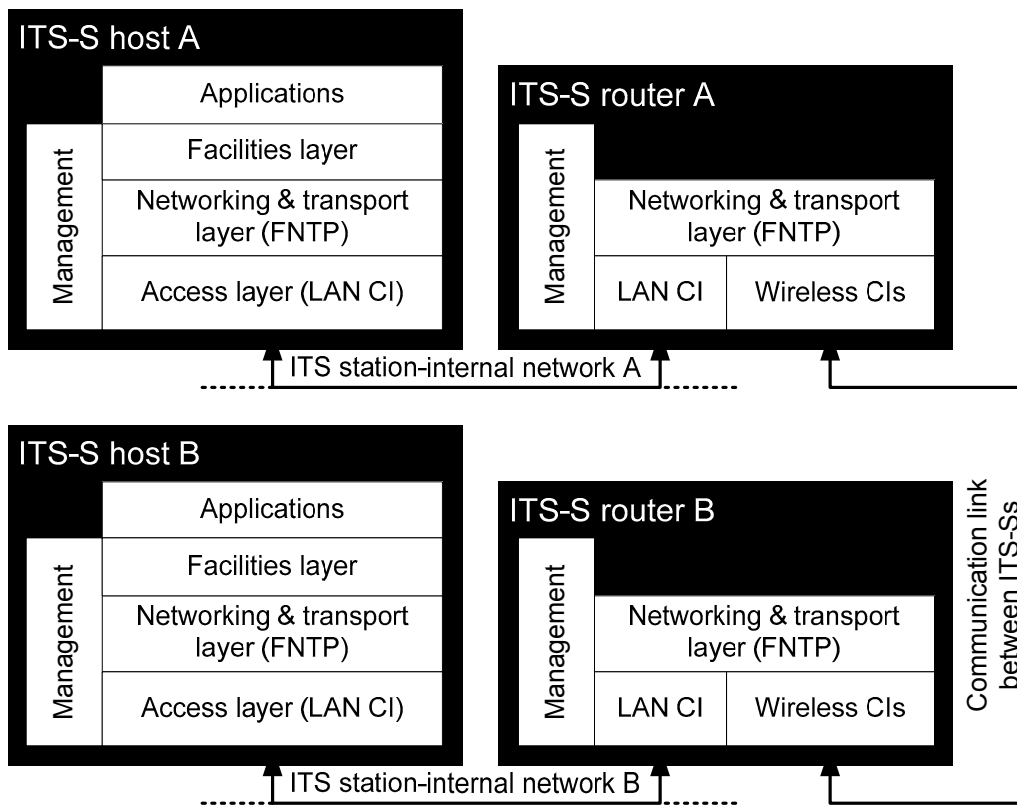 ITS-S host A
Applications
Facilities layer
Networking & transport
layer (FNTP)
Access layer (LAN CI)
Management
ITS-S router A
Management
Networking & transport
layer (FNTP)
LAN CI
Wireless CIs
ITS station-internal network A
ITS-S host B
Applications
Facilities layer
Networking & transport
layer (FNTP)
Access layer (LAN CI)
Management
ITS-S router B
Management
Networking & transport
layer (FNTP)
LAN CI
Wireless CIs
ITS station-internal network B
Communication link
between ITS-Ss